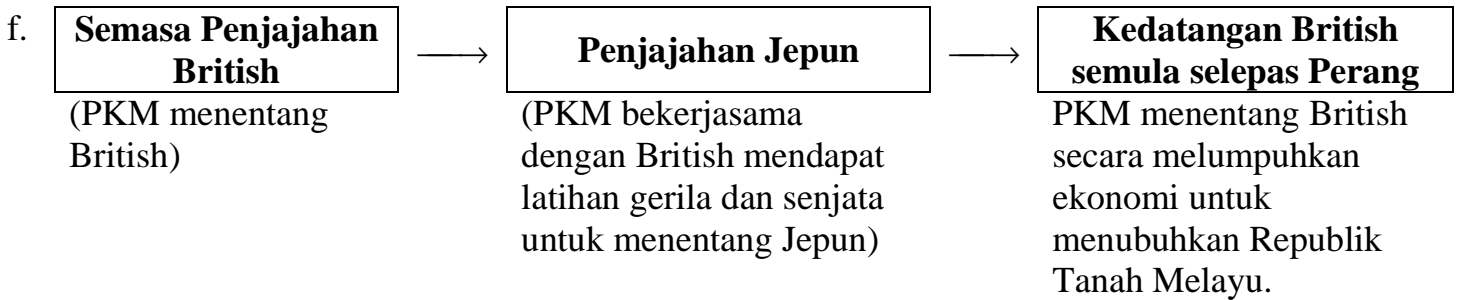 f.
Semasa Penjajahan
British
(PKM menentang
British)
Penjajahan Jepun
(PKM bekerjasama
dengan British mendapat
latihan gerila dan senjata
untuk menentang Jepun)
Kedatangan British
semula selepas Perang
PKM menentang British
secara melumpuhkan
ekonomi untuk
menubuhkan Republik
Tanah Melayu.